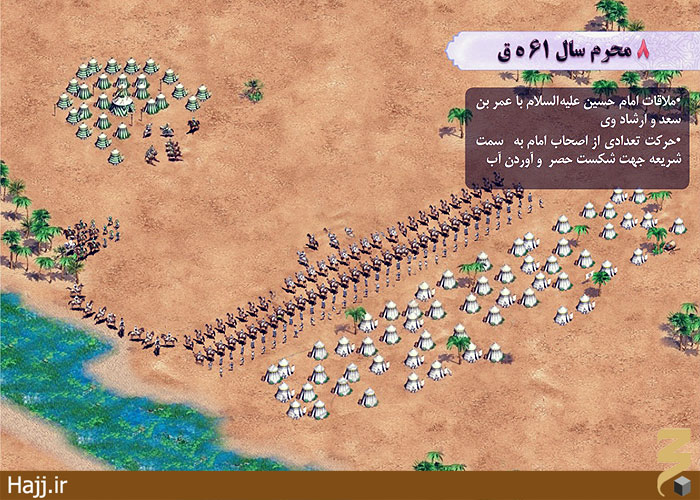 ۸ محرم سال ۶۱ ه ق
•ملاقات امام حسین علیه‌السلام با عمر بن
سعد و ارشاد وی
•حرکت تعدادی از اصحاب امام به سمت
شریعه جهت شکست حصر و آوردن آب
Hajj.ir